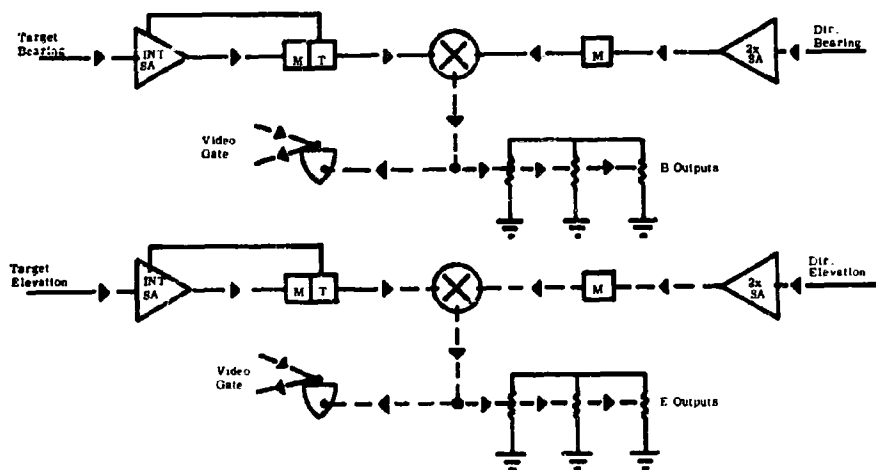 Target
Bearing
INT
SA
M T
M
2x
SA
Dir.
Bearing
Video
Gate
B Outputs
Target
Elevation
INT
SA
M T
M
2x
SA
Dir.
Elevation
Video
Gate
E Outputs